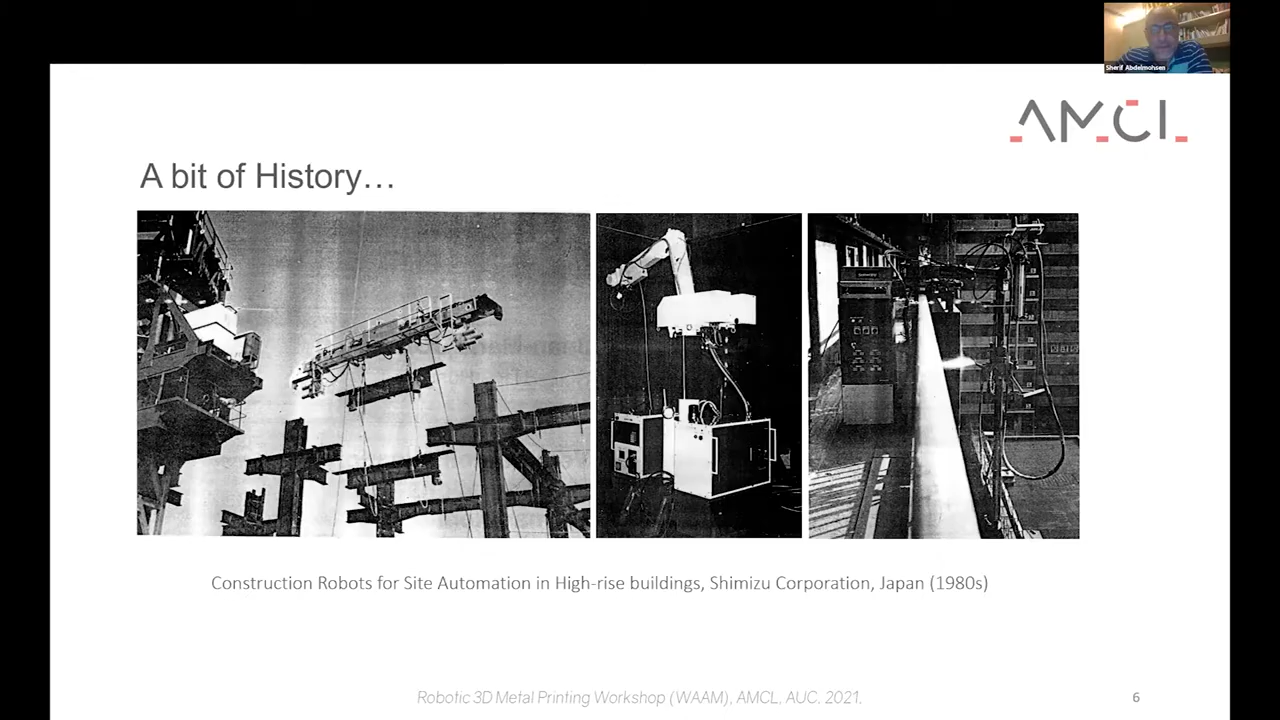 Sherif Abdelmohsen
AMCL
A bit of History…
Construction Robots for Site Automation in High-rise buildings, Shimizu Corporation, Japan (1980s)
Robotic 3D Metal Printing Workshop (WAAM), AMCL, AUC. 2021.
6